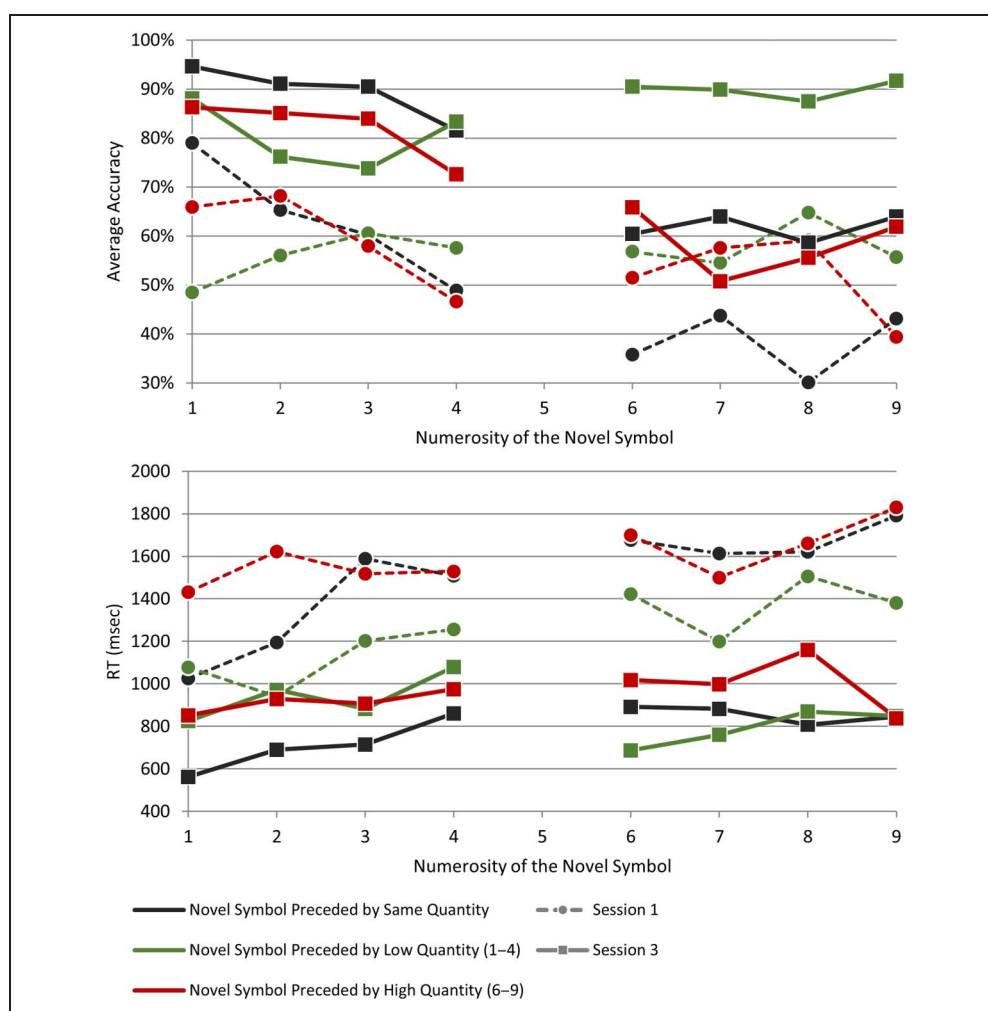 100%
90%
80%
70%
60%
50%
40%
30%
Average Accuracy
1 2 3 4 5 6 7 8 9
Numerosity of the Novel Symbol
2000
1800
1600
1400
1200
1000
800
600
400
RT (msec)
1 2 3 4 5 6 7 8 9
Numerosity of the Novel Symbol
Novel Symbol Preceded by Same Quantity
Session 1
Novel Symbol Preceded by Low Quantity (1–4)
Session 3
Novel Symbol Preceded by High Quantity (6–9)